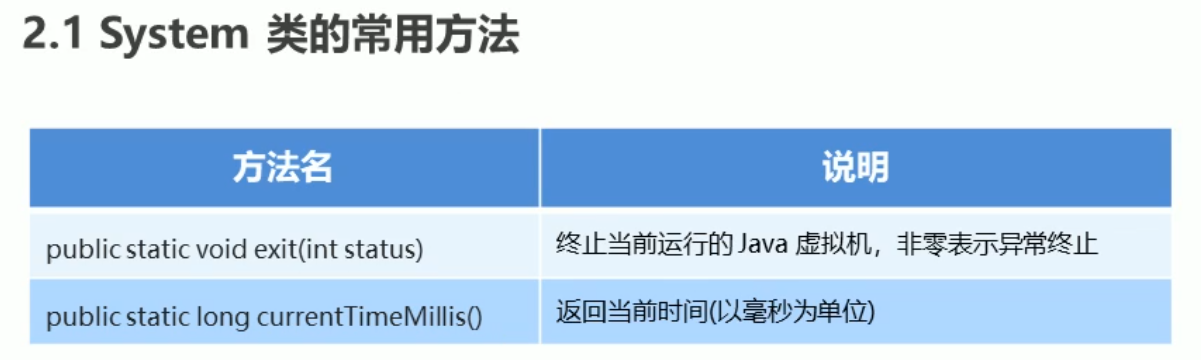 2.1 System 类的常用方法
方法名 说明
public static void exit(int status) 终止当前运行的 Java 虚拟机，非零表示异常终止
public static long currentTimeMillis() 返回当前时间(以毫秒为单位)